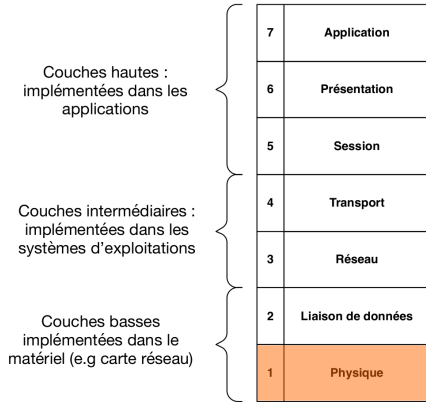 7 Application
Couches hautes :
implémentées dans les
applications
6 Présentation
5 Session
4 Transport
Couches intermédiaires :
implémentées dans les
systèmes d'exploitations
3 Réseau
2 Liaison de données
Couches basses
implémentées dans le
matériel (e.g carte réseau)
1 Physique